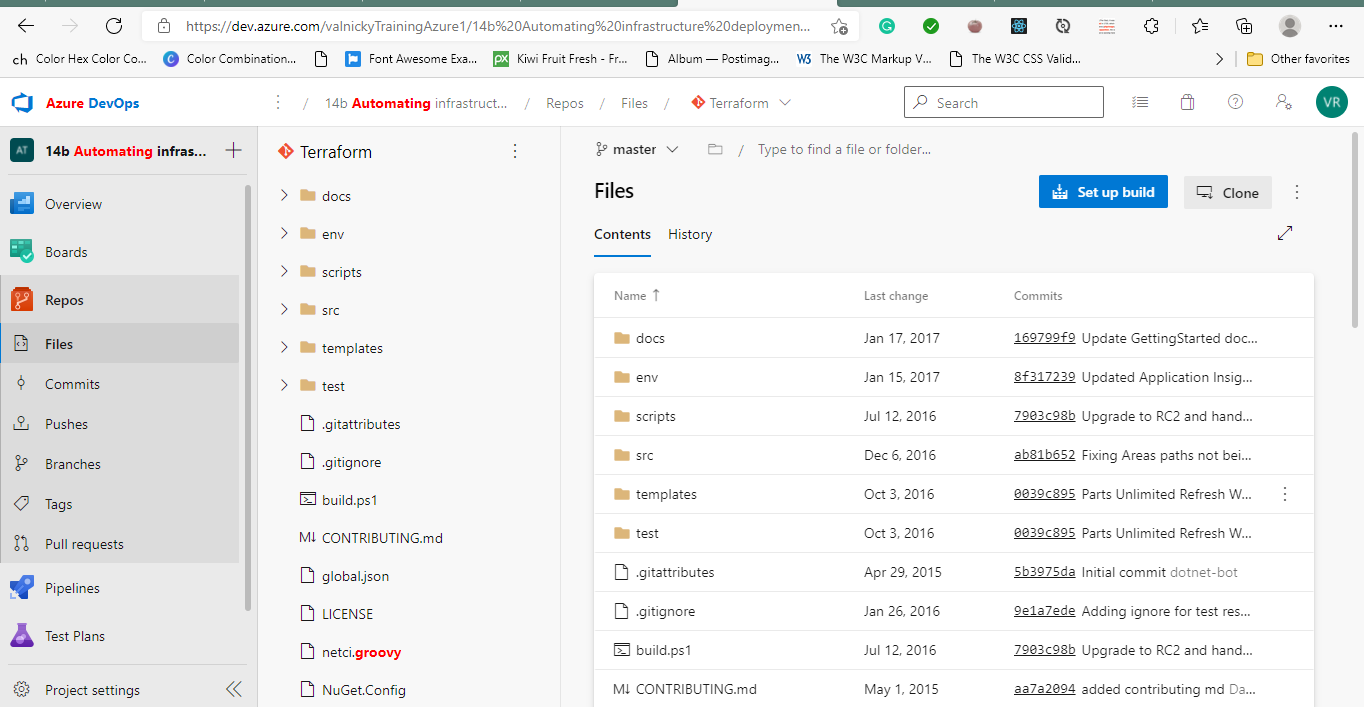 https://dev.azure.com/valnickyTrainingAzure1/14b%20Automating%20infrastructure%20deploymen...
ch Color Hex Color Co... Color Combination... Font Awesome Exa... px Kiwi Fruit Fresh - Fr... Album — Postimag... W3 The W3C Markup V... The W3C CSS Valid... Other favorites
Azure DevOps / 14b Automating infrastruct... / Repos / Files / Terraform Search VR
AT 14b Automating infras...
Overview
Boards
Repos
Files
Commits
Pushes
Branches
Tags
Pull requests
Pipelines
Test Plans
Project settings
Terraform
docs
env
scripts
src
templates
test
.gitattributes
.gitignore
build.ps1
M↓ CONTRIBUTING.md
global.json
LICENSE
netci.groovy
NuGet.Config
master / Type to find a file or folder...
Files Set up build Clone
Contents History
Name ↑ Last change Commits
docs Jan 17, 2017 169799f9 Update GettingStarted doc...
env Jan 15, 2017 8f317239 Updated Application Insig...
scripts Jul 12, 2016 7903c98b Upgrade to RC2 and hand...
src Dec 6, 2016 ab81b652 Fixing Areas paths not bei...
templates Oct 3, 2016 0039c895 Parts Unlimited Refresh W...
test Oct 3, 2016 0039c895 Parts Unlimited Refresh W...
.gitattributes Apr 29, 2015 5b3975da Initial commit dotnet-bot
.gitignore Jan 26, 2016 9e1a7ede Adding ignore for test res...
build.ps1 Jul 12, 2016 7903c98b Upgrade to RC2 and hand...
M↓ CONTRIBUTING.md May 1, 2015 aa7a2094 added contributing md Da...